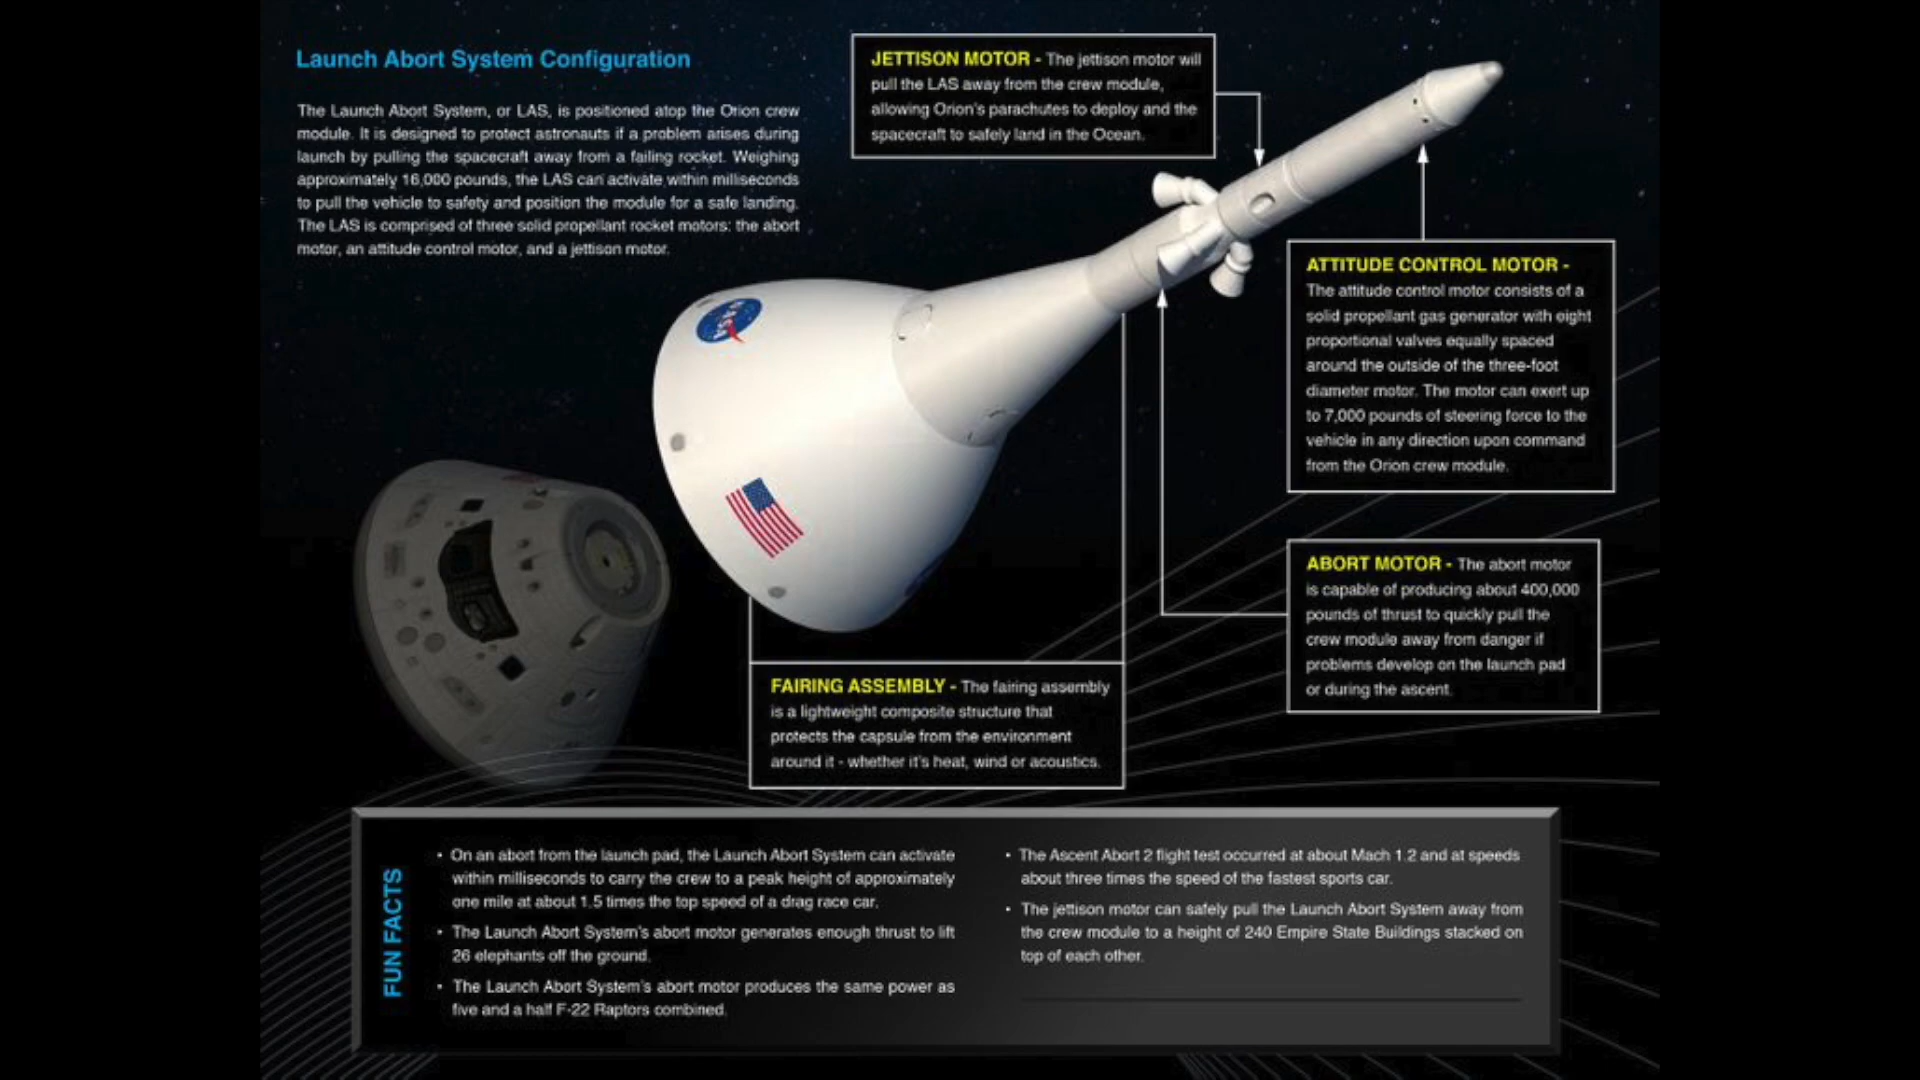 Launch Abort System Configuration
The Launch Abort System, or LAS, is positioned atop the Orion crew
module. It is designed to protect astronauts if a problem arises during
launch by pulling the spacecraft away from a failing rocket. Weighing
approximately 16,000 pounds, the LAS can activate within milliseconds
to pull the vehicle to safety and position the module for a safe landing.
The LAS is comprised of three solid propellant rocket motors: the abort
motor, an attitude control motor, and a jettison motor.
JETTISON MOTOR - The jettison motor will
pull the LAS away from the crew module,
allowing Orion's parachutes to deploy and the
spacecraft to safely land in the Ocean.
NASA
ATTITUDE CONTROL MOTOR -
The attitude control motor consists of a
solid propellant gas generator with eight
proportional valves equally spaced
around the outside of the three-foot
diameter motor. The motor can exert up
to 7,000 pounds of steering force to the
vehicle in any direction upon command
from the Orion crew module.
ABORT MOTOR - The abort motor
is capable of producing about 400,000
pounds of thrust to quickly pull the
crew module away from danger if
problems develop on the launch pad
or during the ascent.
FAIRING ASSEMBLY - The fairing assembly
is a lightweight composite structure that
protects the capsule from the environment
around it - whether it's heat, wind or acoustics.
FUN FACTS
• On an abort from the launch pad, the Launch Abort System can activate
within milliseconds to carry the crew to a peak height of approximately
one mile at about 1.5 times the top speed of a drag race car.
• The Launch Abort System's abort motor generates enough thrust to lift
26 elephants off the ground.
• The Launch Abort System's abort motor produces the same power as
five and a half F-22 Raptors combined.
• The Ascent Abort 2 flight test occurred at about Mach 1.2 and at speeds
about three times the speed of the fastest sports car.
• The jettison motor can safely pull the Launch Abort System away from
the crew module to a height of 240 Empire State Buildings stacked on
top of each other.